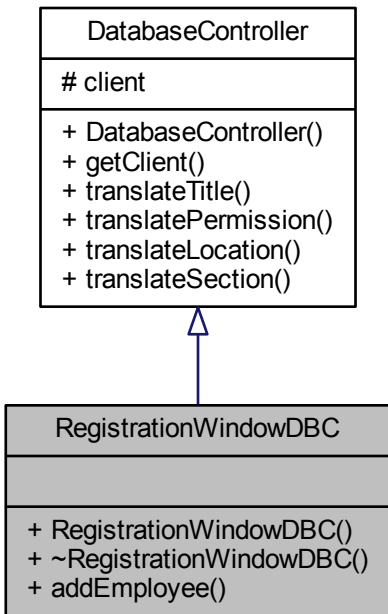 DatabaseController
# client
+ DatabaseController()
+ getClient()
+ translateTitle()
+ translatePermission()
+ translateLocation()
+ translateSection()
RegistrationWindowDBC
+ RegistrationWindowDBC()
+ ~RegistrationWindowDBC()
+ addEmployee()